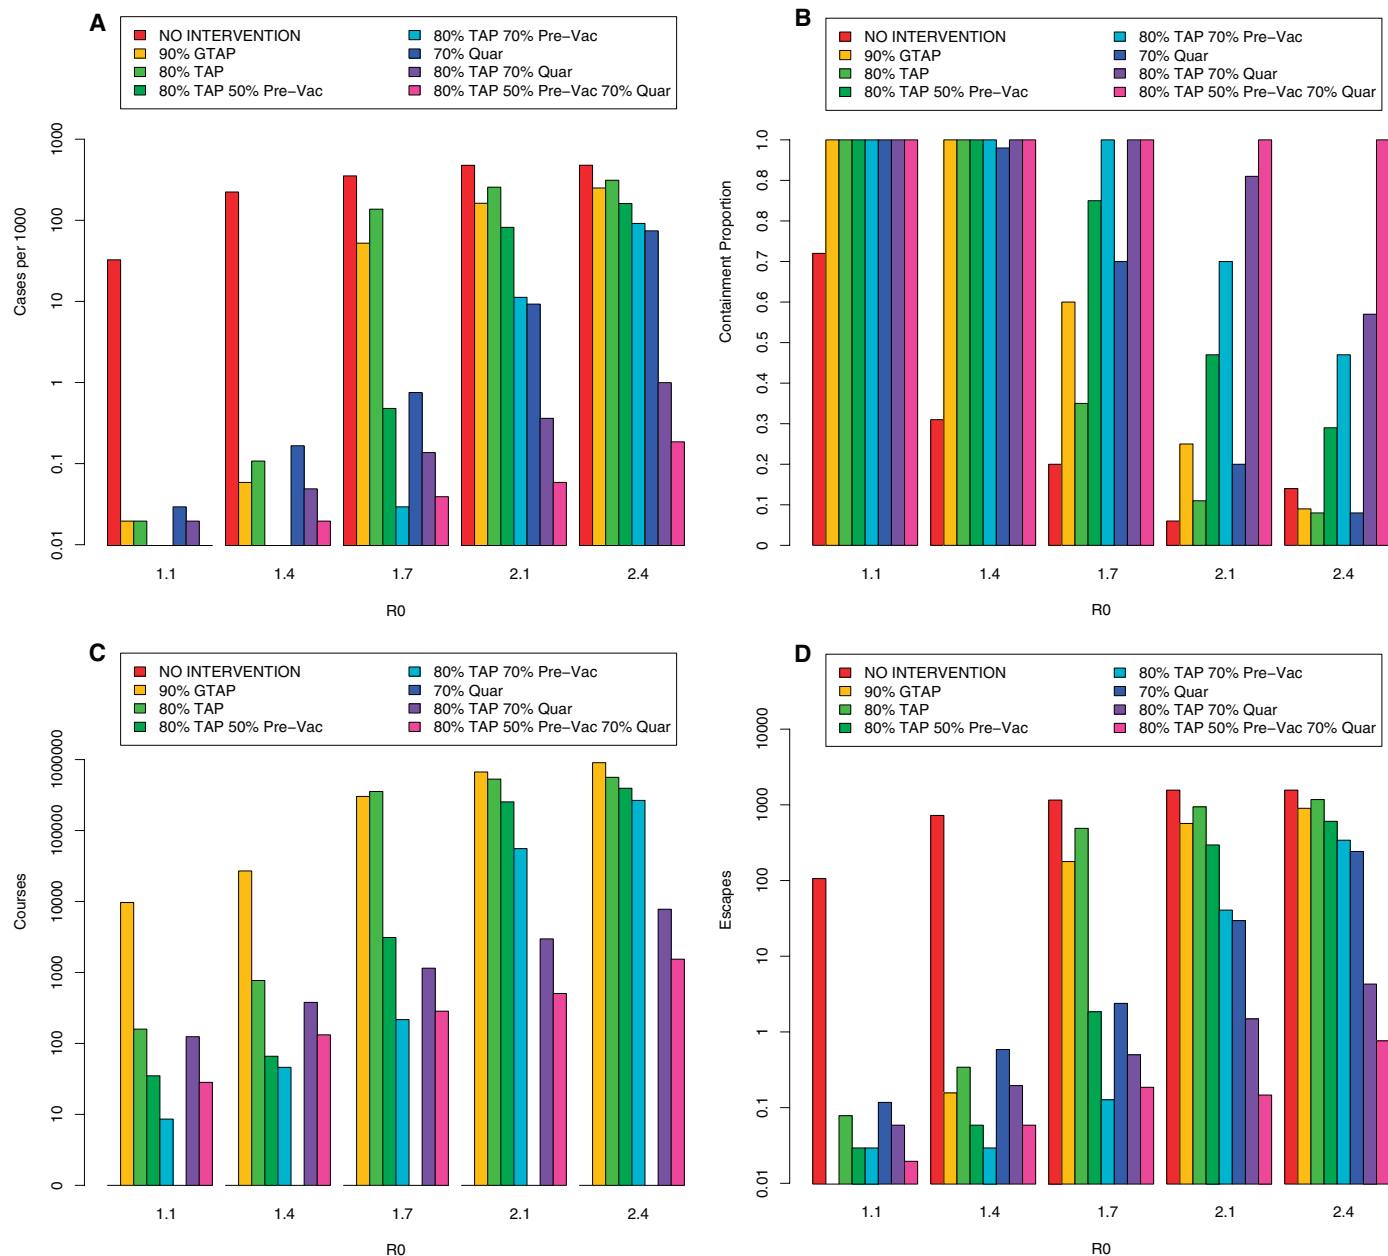 A
NO INTERVENTION
90% GTAP
80% TAP
80% TAP 50% Pre−Vac
80% TAP 70% Pre−Vac
70% Quar
80% TAP 70% Quar
80% TAP 50% Pre−Vac 70% Quar
Cases per 1000
1000
100
10
1
0.1
0.01
1.1 1.4 1.7 2.1 2.4
R0
B
NO INTERVENTION
90% GTAP
80% TAP
80% TAP 50% Pre−Vac
80% TAP 70% Pre−Vac
70% Quar
80% TAP 70% Quar
80% TAP 50% Pre−Vac 70% Quar
Containment Proportion
1.0
0.8
0.8
0.7
0.6
0.5
0.4
0.3
0.2
0.1
0
1.1 1.4 1.7 2.1 2.4
R0
C
NO INTERVENTION
90% GTAP
80% TAP
80% TAP 50% Pre−Vac
80% TAP 70% Pre−Vac
70% Quar
80% TAP 70% Quar
80% TAP 50% Pre−Vac 70% Quar
Courses
1000000
100000
10000
1000
100
10
0
1.1 1.4 1.7 2.1 2.4
R0
D
NO INTERVENTION
90% GTAP
80% TAP
80% TAP 50% Pre−Vac
80% TAP 70% Pre−Vac
70% Quar
80% TAP 70% Quar
80% TAP 50% Pre−Vac 70% Quar
Escapes
10000
1000
100
10
1
0.1
0.01
1.1 1.4 1.7 2.1 2.4
R0